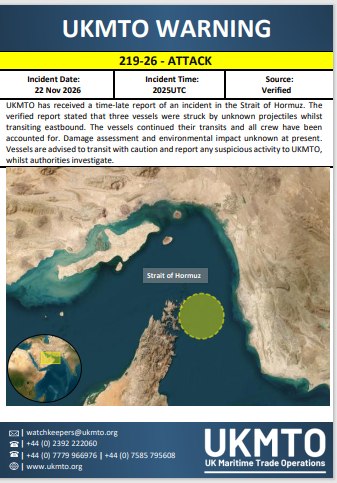 UKMTO WARNING
219-26 - ATTACK
Incident Date:
22 Nov 2026
Incident Time:
2025UTC
Source:
Verified
UKMTO has received a time-late report of an incident in the Strait of Hormuz. The
verified report stated that three vessels were struck by unknown projectiles whilst
transiting eastbound. The vessels continued their transits and all crew have been
accounted for. Damage assessment and environmental impact unknown at present.
Vessels are advised to transit with caution and report any suspicious activity to UKMTO,
whilst authorities investigate.
Strait of Hormuz
| watchkeepers@ukmto.org
| +44 (0) 2392 222060
| +44 (0) 7779 966976 | +44 (0) 7585 795608
| www.ukmto.org
UKMTO
UK Maritime Trade Operations